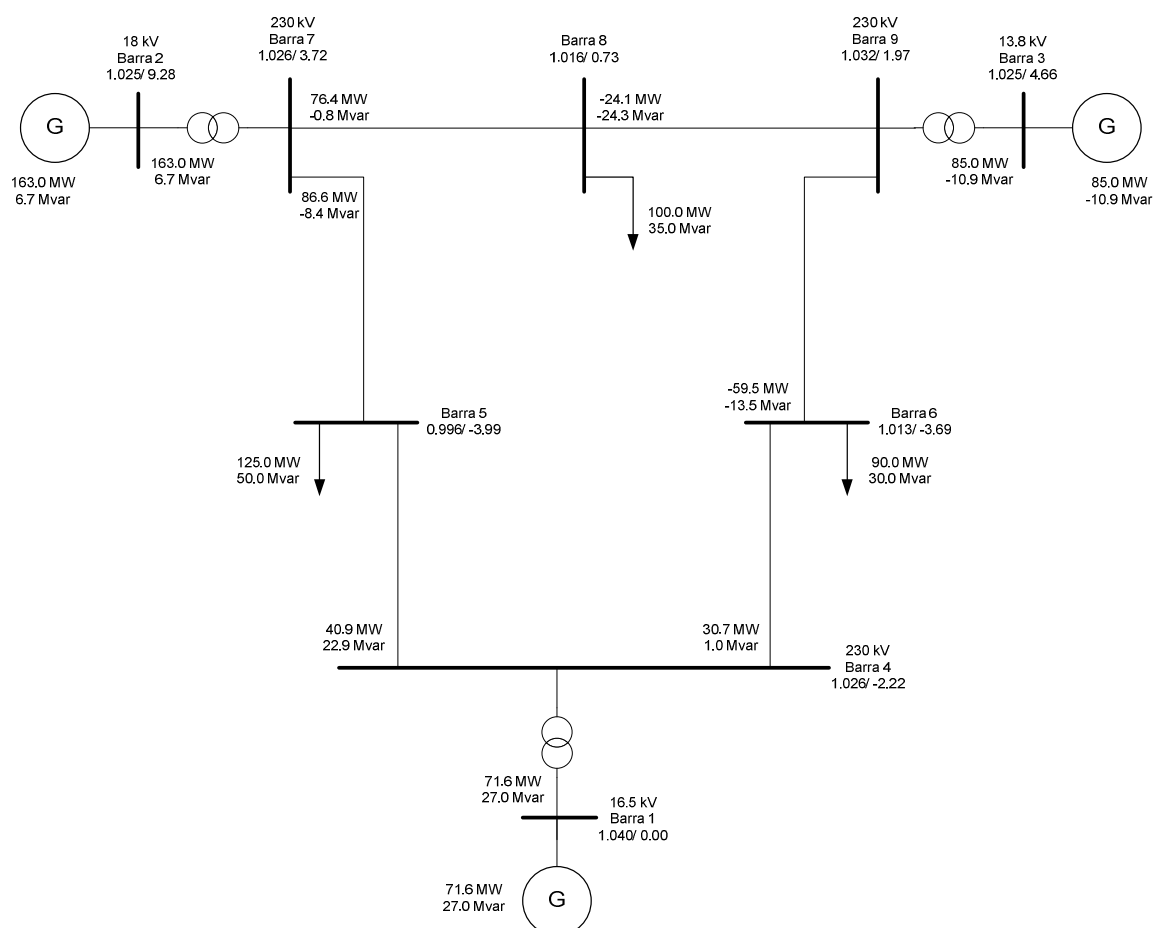 18 kV
Barra 2
1.025/ 9.28
230 kV
Barra 7
1.026/ 3.72
Barra 8
1.016/ 0.73
230 kV
Barra 9
1.032/ 1.97
13.8 kV
Barra 3
1.025/ 4.66
G
163.0 MW
6.7 Mvar
163.0 MW
6.7 Mvar
76.4 MW
-0.8 Mvar
86.6 MW
-8.4 Mvar
-24.1 MW
-24.3 Mvar
100.0 MW
35.0 Mvar
85.0 MW
-10.9 Mvar
G
85.0 MW
-10.9 Mvar
Barra 5
0.996/ -3.99
125.0 MW
50.0 Mvar
-59.5 MW
-13.5 Mvar
Barra 6
1.013/ -3.69
90.0 MW
30.0 Mvar
40.9 MW
22.9 Mvar
30.7 MW
1.0 Mvar
230 kV
Barra 4
1.026/ -2.22
71.6 MW
27.0 Mvar
16.5 kV
Barra 1
1.040/ 0.00
71.6 MW
27.0 Mvar
G